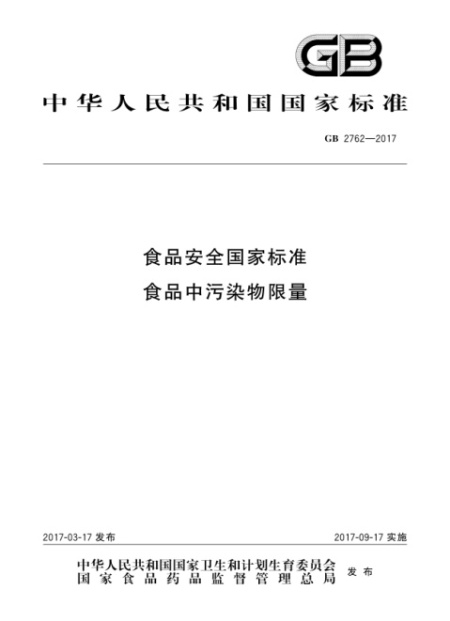 GB
中华人民共和国国家标准
GB 2762—2017
食品安全国家标准
食品中污染物限量
2017-03-17 发布
2017-09-17 实施
中华人民共和国国家卫生和计划生育委员会
国家食品药品监督管理总局
发布